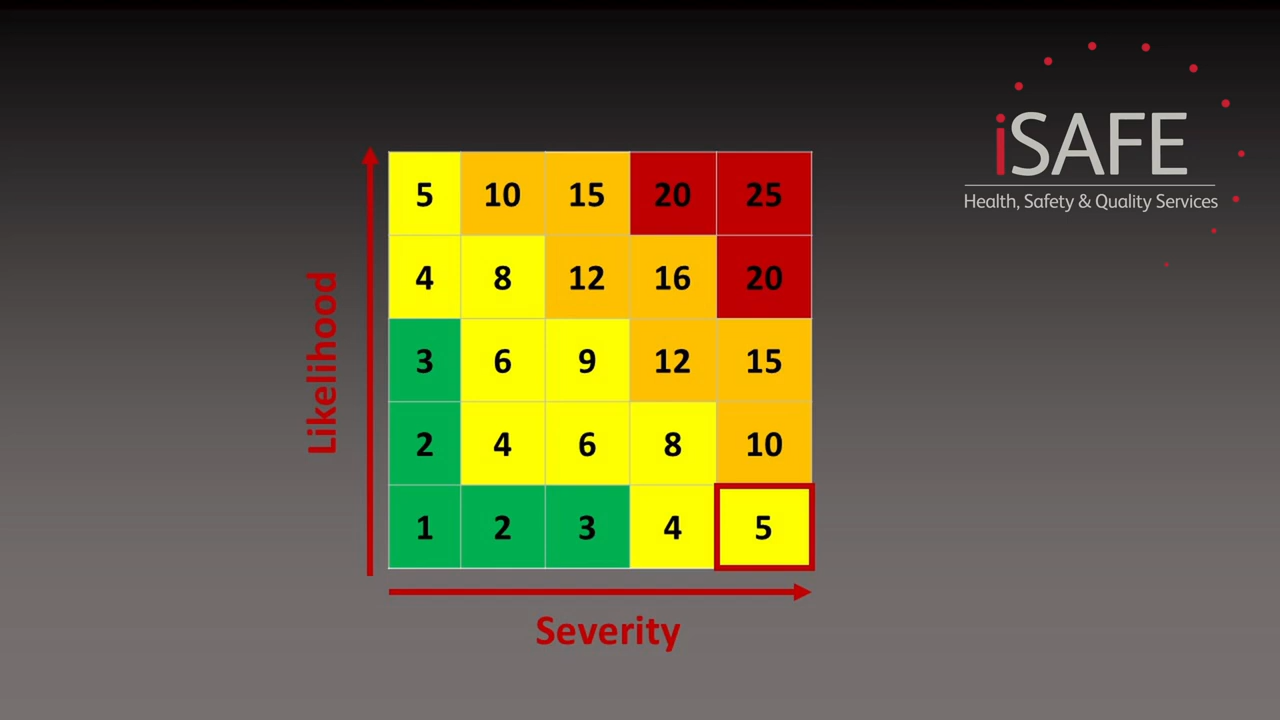 iSAFE
Health, Safety & Quality Services
5 10 15 20 25
4 8 12 16 20
3 6 9 12 15
2 4 6 8 10
1 2 3 4 5
Likelihood
Severity